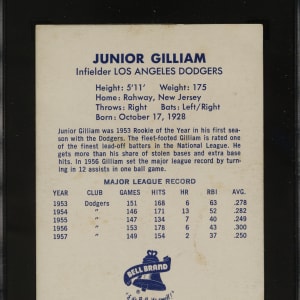 JUNIOR GILLIAM
Infielder LOS ANGELES DODGERS
Height: 5'11' Weight: 175
Home: Rahway, New Jersey
Throws: Right Bats: Left/Right
Born: October 17, 1928
Junior Gilliam was 1953 Rookie of the Year in his first season
with the Dodgers. The fleet-footed Gilliam is rated one
of the finest lead-off batters in the National League. He
gets more than his share of stolen bases and extra base
hits. In 1956 Gilliam set the major league record by turn-
ing in 12 assists in one ball game.
MAJOR LEAGUE RECORD
YEAR CLUB GAMES HITS HR RBI AVG.
1953 Dodgers 151 168 6 63 .278
1954 " 146 171 13 52 .282
1955 " 147 134 7 40 .249
1956 " 153 178 6 43 .300
1957 " 149 154 2 37 .250
BELL BRAND